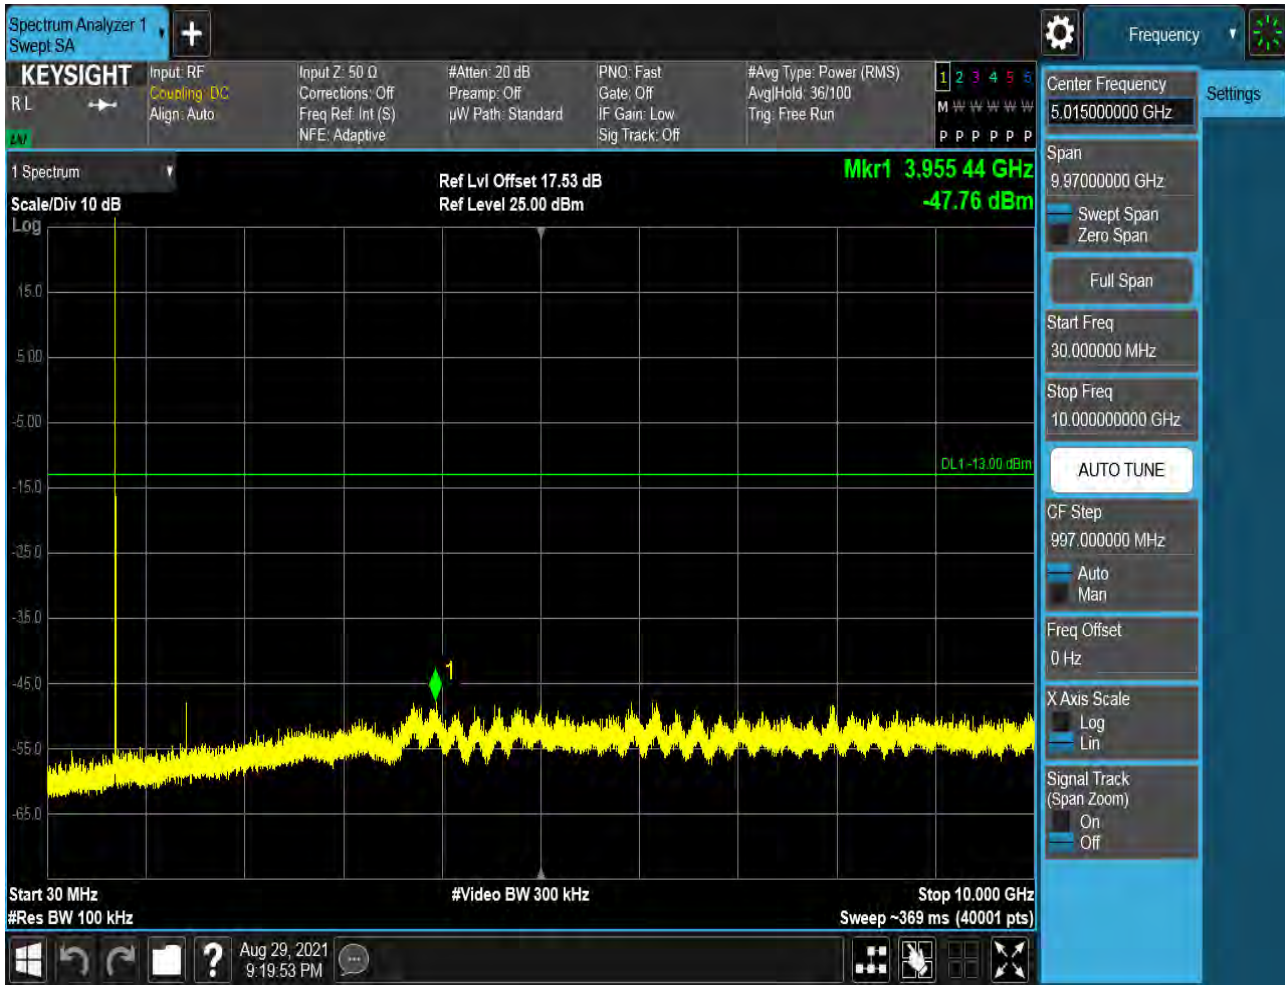 Spectrum Analyzer 1
Swept SA
+
Frequency
KEYSIGHT
R L
LXI
Input: RF
Coupling: DC
Align: Auto
Input Z: 50 Ω
Corrections: Off
Freq Ref: Int (S)
NFE: Adaptive
#Atten: 20 dB
Preamp: Off
µW Path: Standard
PNO: Fast
Gate: Off
IF Gain: Low
Sig Track: Off
#Avg Type: Power (RMS)
Avg|Hold: 36/100
Trig: Free Run
1 2 3 4 5 6
M W W W W W
P P P P P P
Center Frequency
5.015000000 GHz
Settings
1 Spectrum
Scale/Div 10 dB
Log
Ref Lvl Offset 17.53 dB
Ref Level 25.00 dBm
Mkr1 3.955 44 GHz
-47.76 dBm
15.0
5.00
-5.00
-15.0
-25.0
-35.0
-45.0
-55.0
-65.0
DL1 -13.00 dBm
1
Start 30 MHz
#Res BW 100 kHz
#Video BW 300 kHz
Stop 10.000 GHz
Sweep ~369 ms (40001 pts)
Span
9.97000000 GHz
Swept Span
Zero Span
Full Span
Start Freq
30.000000 MHz
Stop Freq
10.000000000 GHz
AUTO TUNE
CF Step
997.000000 MHz
Auto
Man
Freq Offset
0 Hz
X Axis Scale
Log
Lin
Signal Track
(Span Zoom)
On
Off
?
Aug 29, 2021
9:19:53 PM